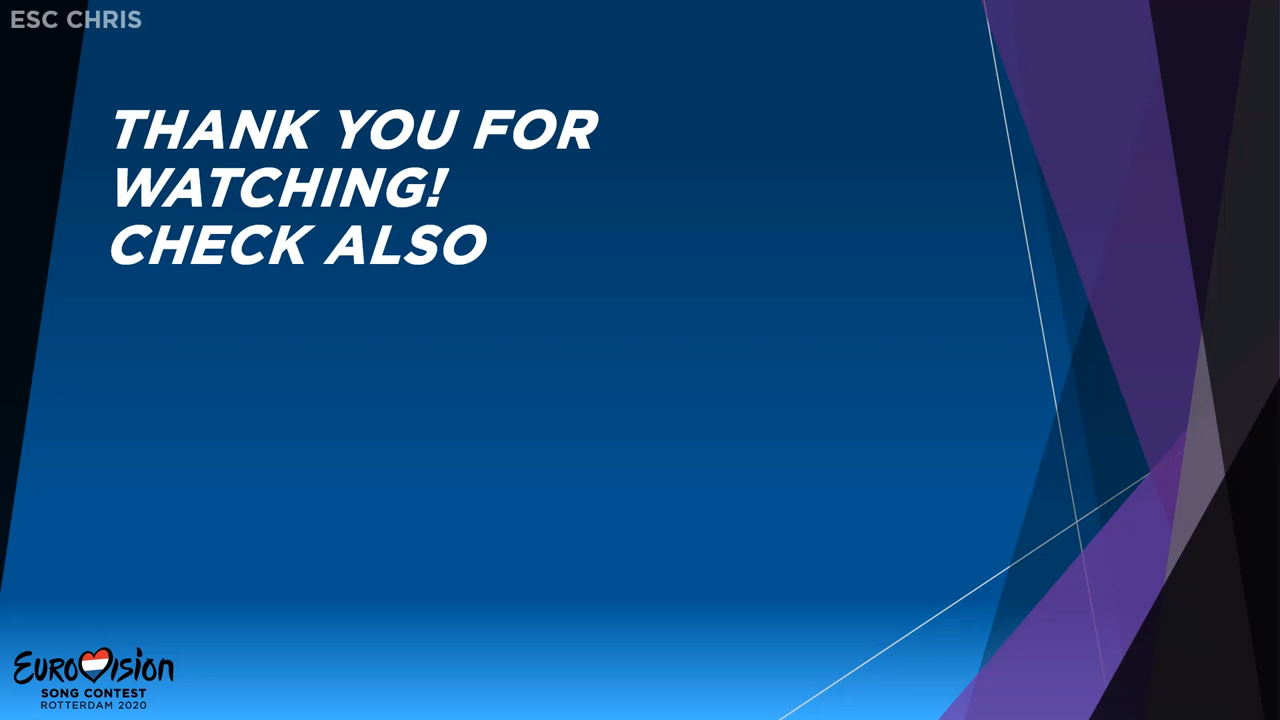 ESC CHRIS
THANK YOU FOR
WATCHING!
CHECK ALSO
EUROVISION
SONG CONTEST
ROTTERDAM 2020